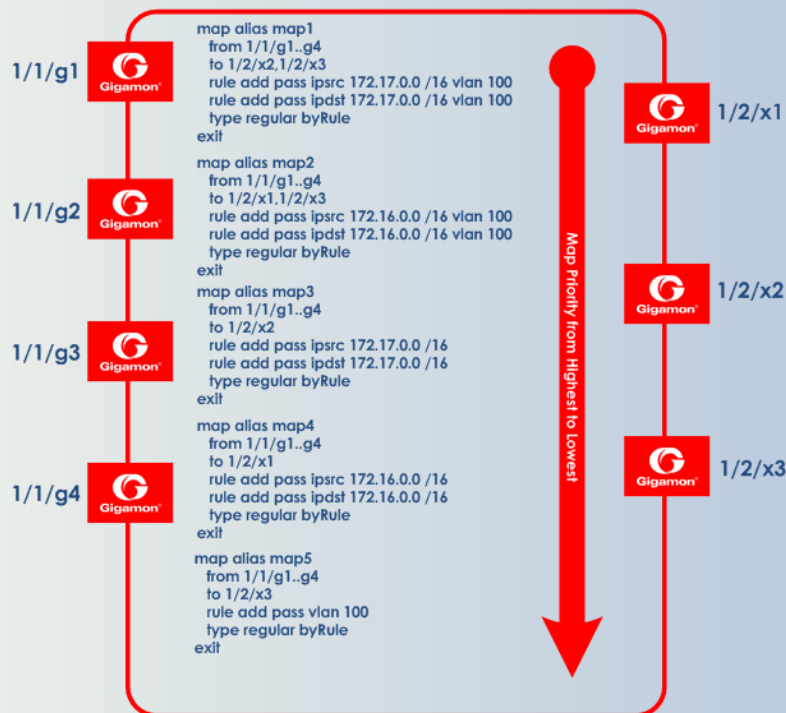 1/1/g1
Gigamon®
1/1/g2
Gigamon®
1/1/g3
Gigamon®
1/1/g4
Gigamon®
map alias map1
from 1/1/g1..g4
to 1/2/x2,1/2/x3
rule add pass ipsrc 172.17.0.0 /16 vlan 100
rule add pass ipdst 172.17.0.0 /16 vlan 100
type regular byRule
exit
map alias map2
from 1/1/g1..g4
to 1/2/x1,1/2/x3
rule add pass ipsrc 172.16.0.0 /16 vlan 100
rule add pass ipdst 172.16.0.0 /16 vlan 100
type regular byRule
exit
map alias map3
from 1/1/g1..g4
to 1/2/x2
rule add pass ipsrc 172.17.0.0 /16
rule add pass ipdst 172.17.0.0 /16
type regular byRule
exit
map alias map4
from 1/1/g1..g4
to 1/2/x1
rule add pass ipsrc 172.16.0.0 /16
rule add pass ipdst 172.16.0.0 /16
type regular byRule
exit
map alias map5
from 1/1/g1..g4
to 1/2/x3
rule add pass vlan 100
type regular byRule
exit
Map Priority from Highest to Lowest
Gigamon®
1/2/x1
Gigamon®
1/2/x2
Gigamon®
1/2/x3